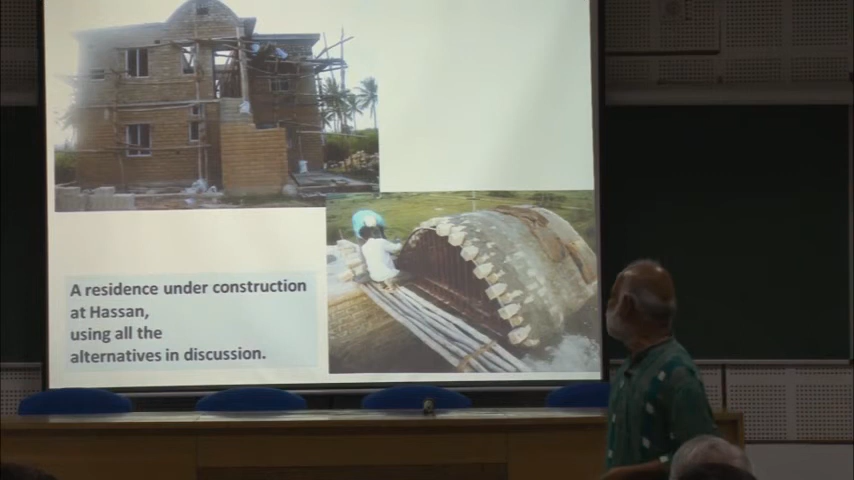 A residence under construction
at Hassan,
using all the
alternatives in discussion.